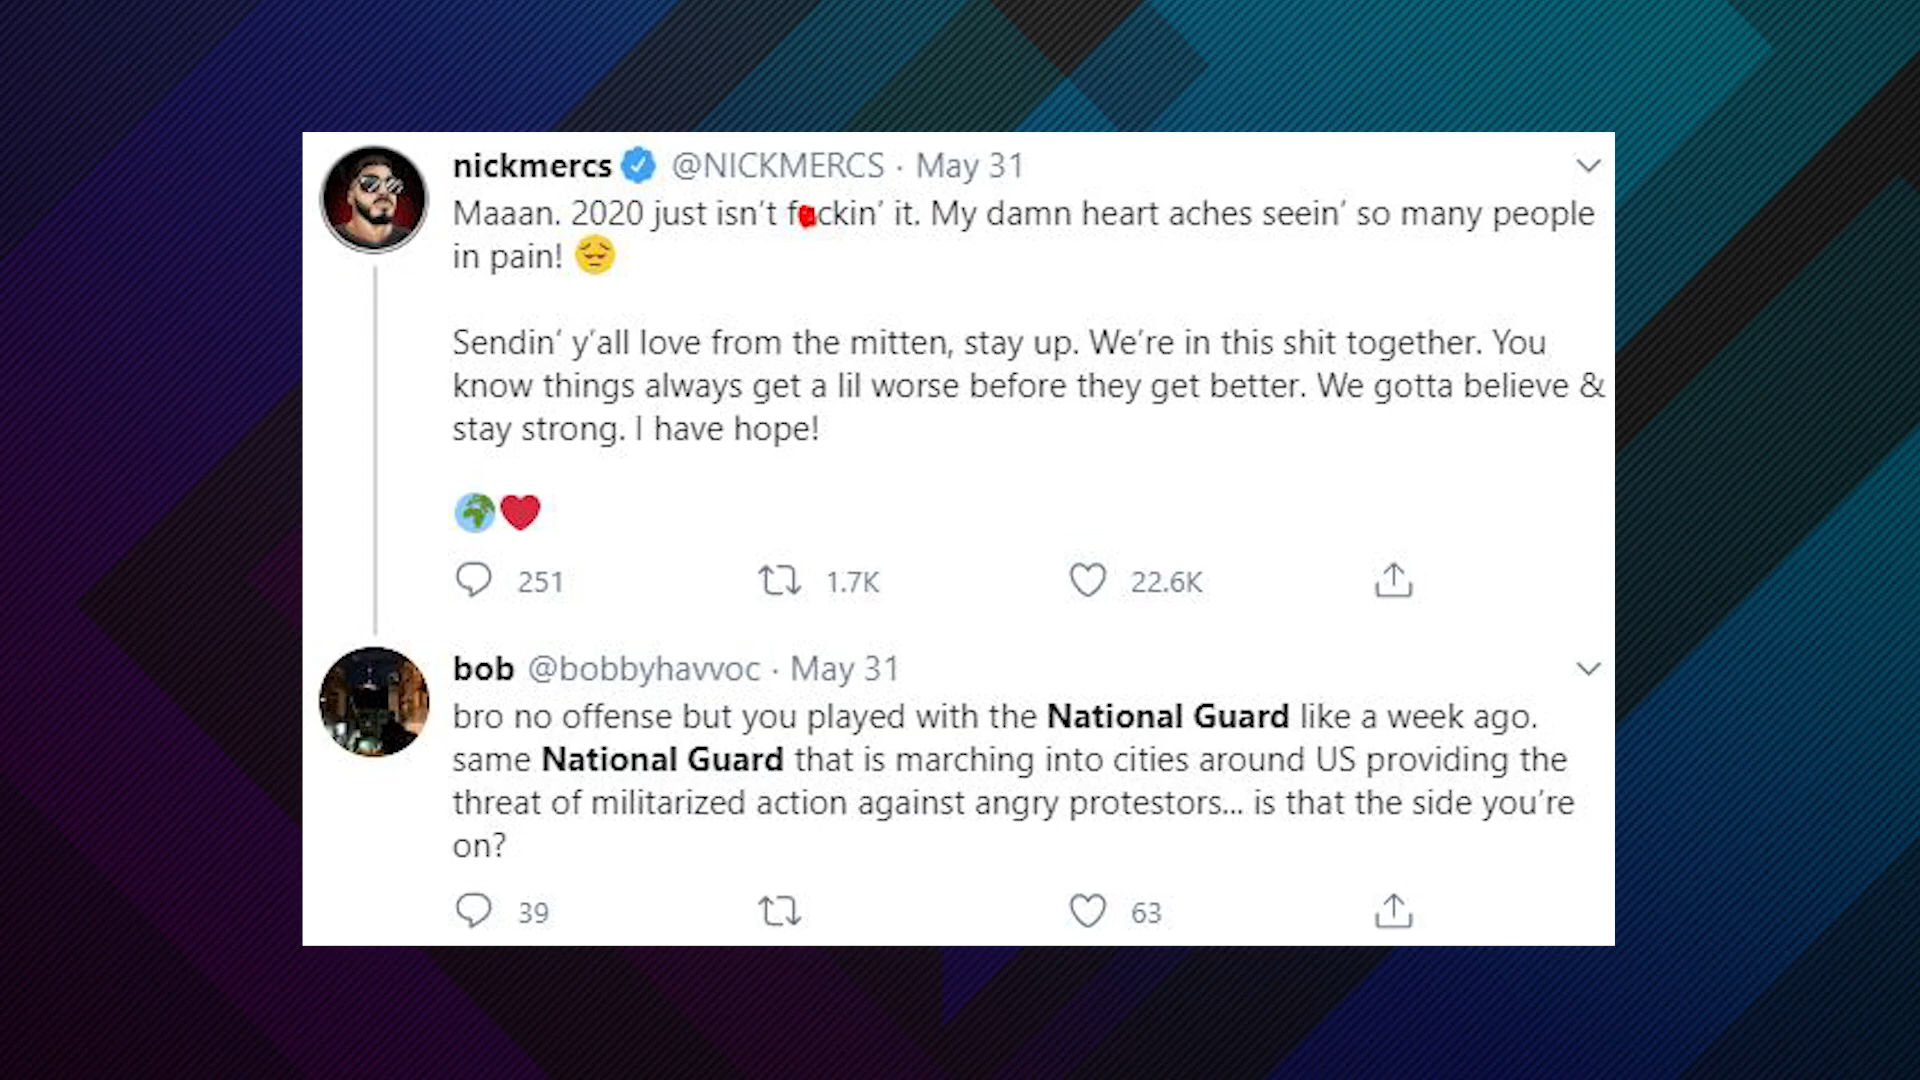 nickmercs @NICKMERCS · May 31
Maaan. 2020 just isn't fuckin' it. My damn heart aches seein' so many people
in pain! 😔
Sendin' y'all love from the mitten, stay up. We're in this shit together. You
know things always get a lil worse before they get better. We gotta believe &
stay strong. I have hope!
🌍❤️
251 1.7K 22.6K
bob @bobbyhavvoc · May 31
bro no offense but you played with the National Guard like a week ago.
same National Guard that is marching into cities around US providing the
threat of militarized action against angry protestors... is that the side you're
on?
39 63